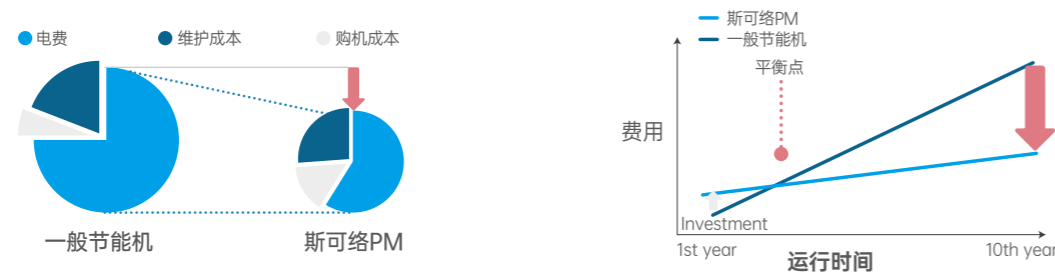 电费
维护成本
购机成本
一般节能机
斯可络PM
斯可络PM
一般节能机
平衡点
费用
Investment
1st year
运行时间
10th year